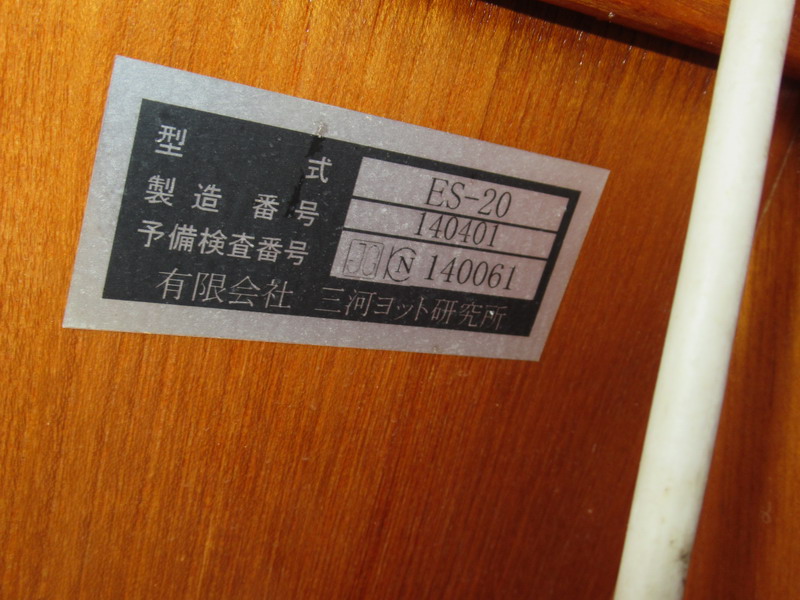 型式 ES-20
製造番号 140401
予備検査番号 Ⓝ 140061
有限会社 三河ヨット研究所